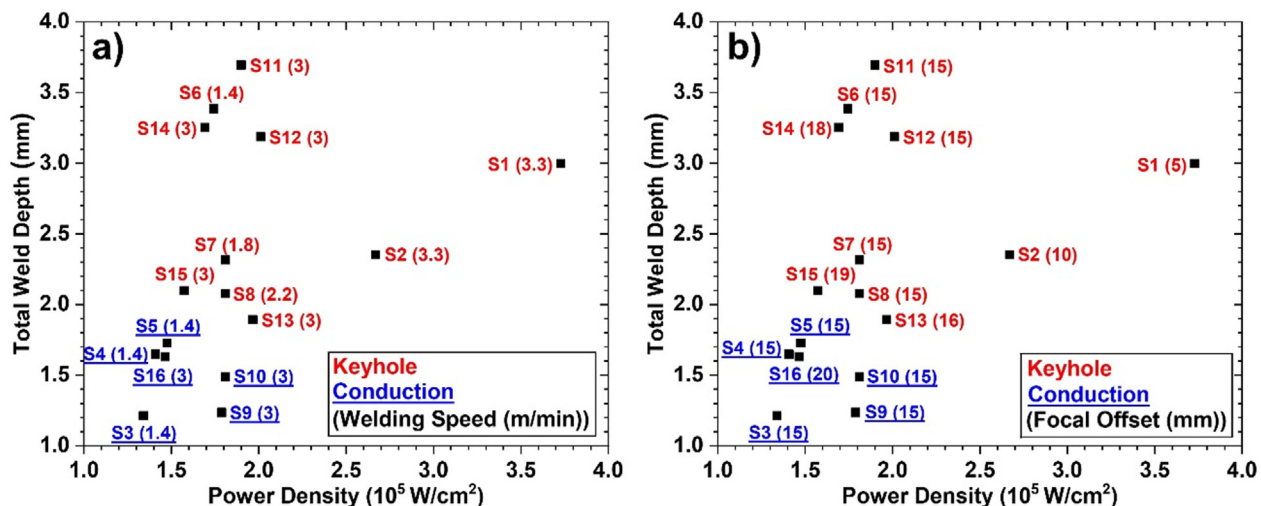 a)
Total Weld Depth (mm)
4.0
3.5
3.0
2.5
2.0
1.5
1.0
S11 (3)
S6 (1.4)
S14 (3)
S12 (3)
S1 (3.3)
S7 (1.8)
S2 (3.3)
S15 (3)
S8 (2.2)
S13 (3)
S5 (1.4)
S4 (1.4)
S16 (3)
S10 (3)
S9 (3)
S3 (1.4)
Keyhole
Conduction
(Welding Speed (m/min))
1.0 1.5 2.0 2.5 3.0 3.5 4.0
Power Density (10⁵ W/cm²)
b)
Total Weld Depth (mm)
4.0
3.5
3.0
2.5
2.0
1.5
1.0
S11 (15)
S6 (15)
S14 (18)
S12 (15)
S1 (5)
S7 (15)
S2 (10)
S15 (19)
S8 (15)
S13 (16)
S5 (15)
S4 (15)
S16 (20)
S10 (15)
S9 (15)
S3 (15)
Keyhole
Conduction
(Focal Offset (mm))
1.0 1.5 2.0 2.5 3.0 3.5 4.0
Power Density (10⁵ W/cm²)